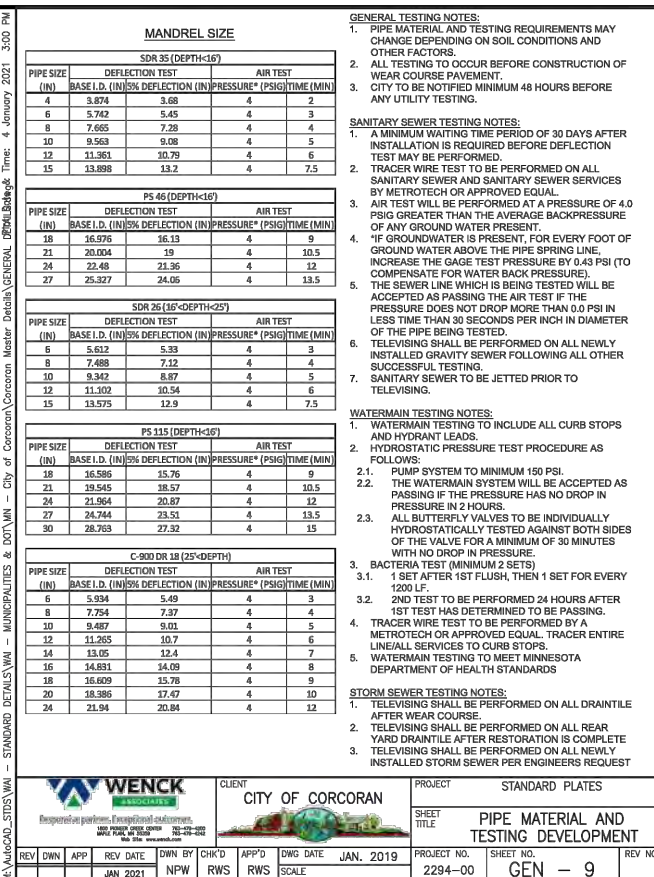 MANDREL SIZE
SDR 35 (DEPTH<16')
PIPE SIZE DEFLECTION TEST AIR TEST
(IN) BASE I.D. (IN) 5% DEFLECTION (IN) PRESSURE* (PSIG) TIME (MIN)
4 3.874 3.68 4 2
6 5.742 5.45 4 3
8 7.665 7.28 4 4
10 9.563 9.08 4 5
12 11.361 10.79 4 6
15 13.898 13.2 4 7.5
PS 46 (DEPTH<16')
PIPE SIZE DEFLECTION TEST AIR TEST
(IN) BASE I.D. (IN) 5% DEFLECTION (IN) PRESSURE* (PSIG) TIME (MIN)
18 16.976 16.13 4 9
21 20.004 19 4 10.5
24 22.48 21.36 4 12
27 25.327 24.06 4 13.5
SDR 26 (16'<DEPTH<25')
PIPE SIZE DEFLECTION TEST AIR TEST
(IN) BASE I.D. (IN) 5% DEFLECTION (IN) PRESSURE* (PSIG) TIME (MIN)
6 5.612 5.33 4 3
8 7.488 7.12 4 4
10 9.342 8.87 4 5
12 11.102 10.54 4 6
15 13.575 12.9 4 7.5
PS 115 (DEPTH<16')
PIPE SIZE DEFLECTION TEST AIR TEST
(IN) BASE I.D. (IN) 5% DEFLECTION (IN) PRESSURE* (PSIG) TIME (MIN)
18 16.586 15.76 4 9
21 19.545 18.57 4 10.5
24 21.964 20.87 4 12
27 24.744 23.51 4 13.5
30 28.763 27.32 4 15
C-900 DR 18 (25'<DEPTH)
PIPE SIZE DEFLECTION TEST AIR TEST
(IN) BASE I.D. (IN) 5% DEFLECTION (IN) PRESSURE* (PSIG) TIME (MIN)
6 5.934 5.49 4 3
8 7.754 7.37 4 4
10 9.487 9.01 4 5
12 11.265 10.7 4 6
14 13.05 12.4 4 7
16 14.831 14.09 4 8
18 16.609 15.78 4 9
20 18.386 17.47 4 10
24 21.94 20.84 4 12
GENERAL TESTING NOTES:
1. PIPE MATERIAL AND TESTING REQUIREMENTS MAY
CHANGE DEPENDING ON SOIL CONDITIONS AND
OTHER FACTORS.
2. ALL TESTING TO OCCUR BEFORE CONSTRUCTION OF
WEAR COURSE PAVEMENT.
3. CITY TO BE NOTIFIED MINIMUM 48 HOURS BEFORE
ANY UTILITY TESTING.
SANITARY SEWER TESTING NOTES:
1. A MINIMUM WAITING TIME PERIOD OF 30 DAYS AFTER
INSTALLATION IS REQUIRED BEFORE DEFLECTION
TEST MAY BE PERFORMED.
2. TRACER WIRE TEST TO BE PERFORMED ON ALL
SANITARY SEWER AND SANITARY SEWER SERVICES
BY METROTECH OR APPROVED EQUAL.
3. AIR TEST WILL BE PERFORMED AT A PRESSURE OF 4.0
PSIG GREATER THAN THE AVERAGE BACKPRESSURE
OF ANY GROUND WATER PRESENT.
4. *IF GROUNDWATER IS PRESENT, FOR EVERY FOOT OF
GROUND WATER ABOVE THE PIPE SPRING LINE,
INCREASE THE GAGE TEST PRESSURE BY 0.43 PSI (TO
COMPENSATE FOR WATER BACK PRESSURE).
5. THE SEWER LINE WHICH IS BEING TESTED WILL BE
ACCEPTED AS PASSING THE AIR TEST IF THE
PRESSURE DOES NOT DROP MORE THAN 0.0 PSI IN
LESS TIME THAN 30 SECONDS PER INCH IN DIAMETER
OF THE PIPE BEING TESTED.
6. TELEVISING SHALL BE PERFORMED ON ALL NEWLY
INSTALLED GRAVITY SEWER FOLLOWING ALL OTHER
SUCCESSFUL TESTING.
7. SANITARY SEWER TO BE JETTED PRIOR TO
TELEVISING.
WATERMAIN TESTING NOTES:
1. WATERMAIN TESTING TO INCLUDE ALL CURB STOPS
AND HYDRANT LEADS.
2. HYDROSTATIC PRESSURE TEST PROCEDURE AS
FOLLOWS:
2.1. PUMP SYSTEM TO MINIMUM 150 PSI.
2.2. THE WATERMAIN SYSTEM WILL BE ACCEPTED AS
PASSING IF THE PRESSURE HAS NO DROP IN
PRESSURE IN 2 HOURS.
2.3. ALL BUTTERFLY VALVES TO BE INDIVIDUALLY
HYDROSTATICALLY TESTED AGAINST BOTH SIDES
OF THE VALVE FOR A MINIMUM OF 30 MINUTES
WITH NO DROP IN PRESSURE.
3. BACTERIA TEST (MINIMUM 2 SETS)
3.1. 1 SET AFTER 1ST FLUSH, THEN 1 SET FOR EVERY
1200 LF.
3.2. 2ND TEST TO BE PERFORMED 24 HOURS AFTER
1ST TEST HAS DETERMINED TO BE PASSING.
4. TRACER WIRE TEST TO BE PERFORMED BY A
METROTECH OR APPROVED EQUAL. TRACER ENTIRE
LINE/ALL SERVICES TO CURB STOPS.
5. WATERMAIN TESTING TO MEET MINNESOTA
DEPARTMENT OF HEALTH STANDARDS
STORM SEWER TESTING NOTES:
1. TELEVISING SHALL BE PERFORMED ON ALL DRAINTILE
AFTER WEAR COURSE.
2. TELEVISING SHALL BE PERFORMED ON ALL REAR
YARD DRAINTILE AFTER RESTORATION IS COMPLETE
3. TELEVISING SHALL BE PERFORMED ON ALL NEWLY
INSTALLED STORM SEWER PER ENGINEERS REQUEST
WENCK
ASSOCIATES
Responsive partner. Exceptional outcomes.
1800 PIONEER CREEK CENTER 763-479-4200
MAPLE PLAIN, MN 763-479-4242
Web Site: www.wenck.com
CLIENT
CITY OF CORCORAN
PROJECT STANDARD PLATES
SHEET TITLE PIPE MATERIAL AND
TESTING DEVELOPMENT
REV DWN APP REV DATE JAN 2021
DWN BY NPW CHK'D RWS APP'D RWS
DWG DATE JAN. 2019
SCALE
PROJECT NO. 2294-00
SHEET NO. GEN - 9
REV NO
t:\AutoCAD_STDS\WAI - STANDARD DETAILS\WAI - MUNICIPALITIES & DOT\MN - City of Corcoran\Corcoran Master Details\GENERAL Time: 4 January 2021 3:00 PM